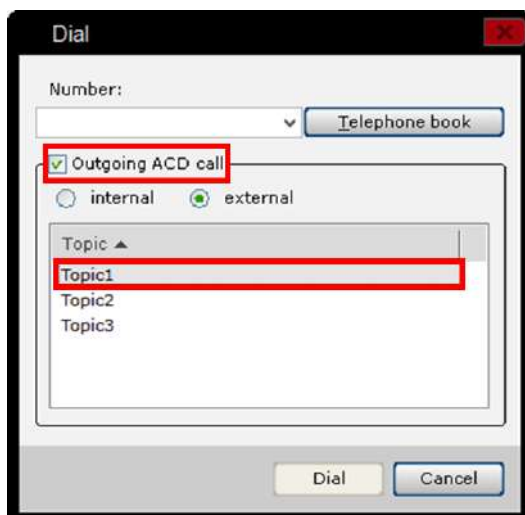 Dial
Number:
Telephone book
Outgoing ACD call
internal external
Topic
Topic1
Topic2
Topic3
Dial Cancel